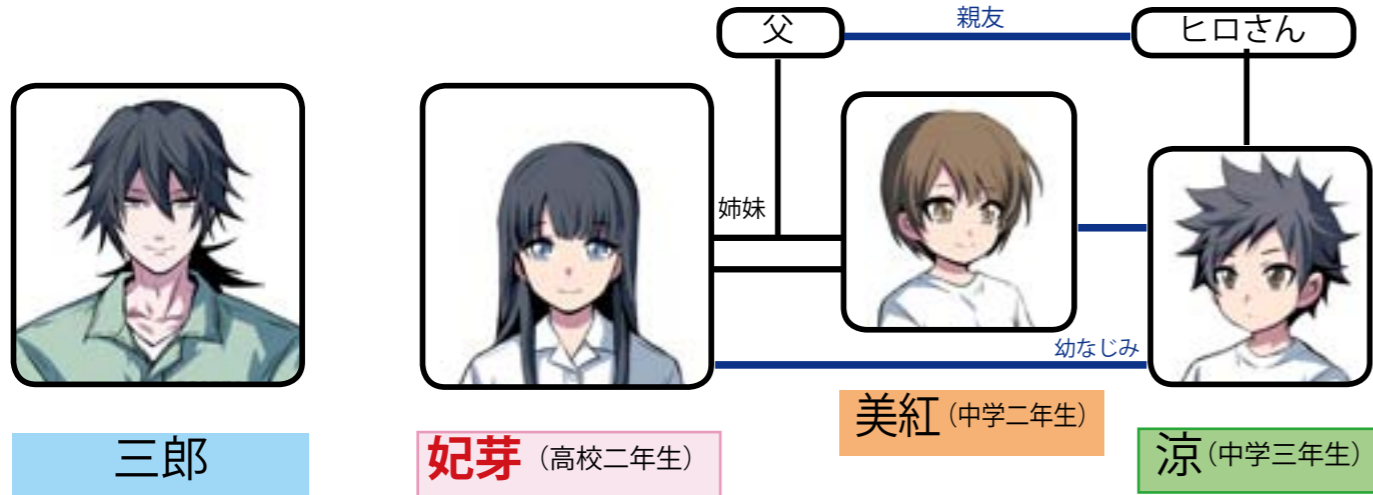 父
親友
ヒロさん
姉妹
幼なじみ
三郎
妃芽（高校二年生）
美紅（中学二年生）
涼（中学三年生）